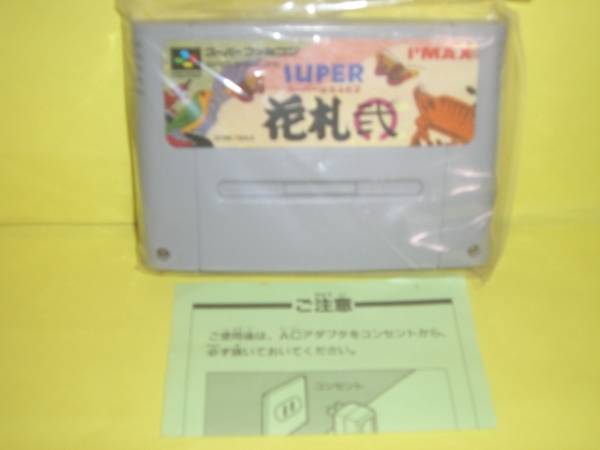 スーパーファミコン
I'MAX
SUPER
花札弐
ご注意
ご使用後は、ACアダプタをコンセントから、
必ず抜いておいてください。
コンセント